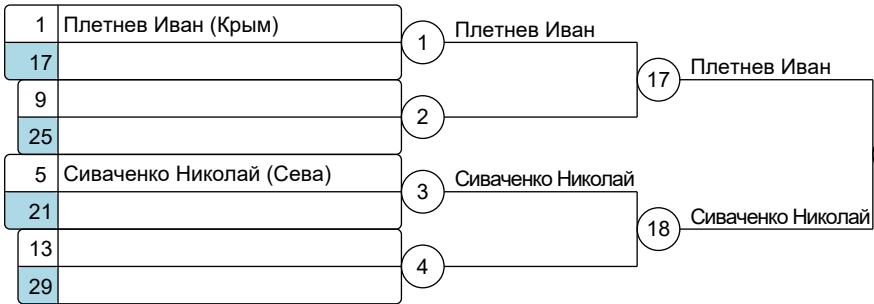 1 Плетнев Иван (Крым)
17
9
25
5 Сиваченко Николай (Сева)
21
13
29
1 Плетнев Иван
2
3 Сиваченко Николай
4
17 Плетнев Иван
18 Сиваченко Николай